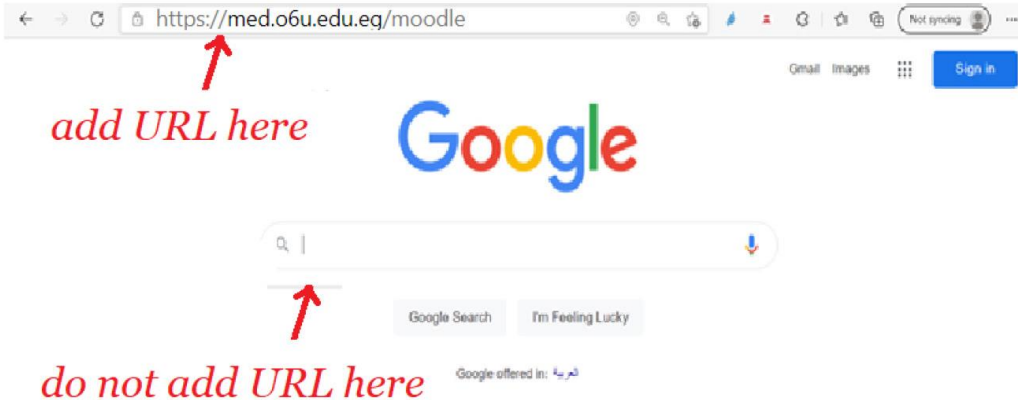 https://med.o6u.edu.eg/moodle
Not syncing
Gmail Images
Sign in
add URL here
Google
Google Search I'm Feeling Lucky
Google offered in: العربية
do not add URL here